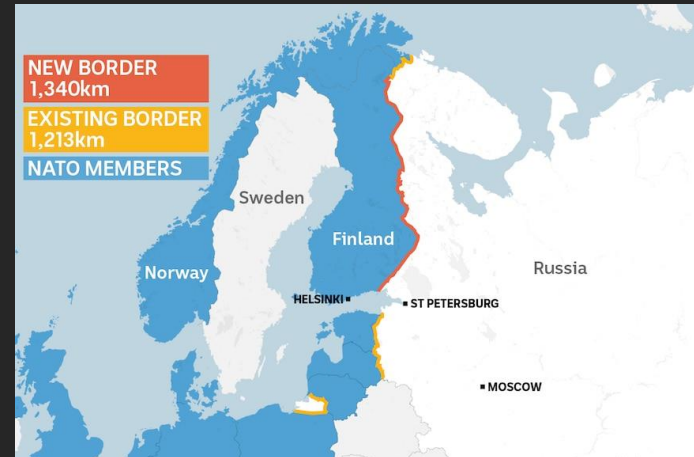 NEW BORDER
1,340km
EXISTING BORDER
1,213km
NATO MEMBERS
Sweden
Finland
Norway
Russia
HELSINKI
ST PETERSBURG
MOSCOW